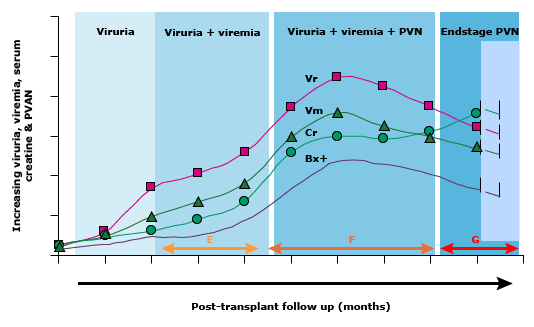 Viruria
Viruria + viremia
Viruria + viremia + PVN
Endstage PVN
Increasing viruria, viremia, serum
creatine & PVAN
Vr
Vm
Cr
Bx+
E
F
G
Post-transplant follow up (months)